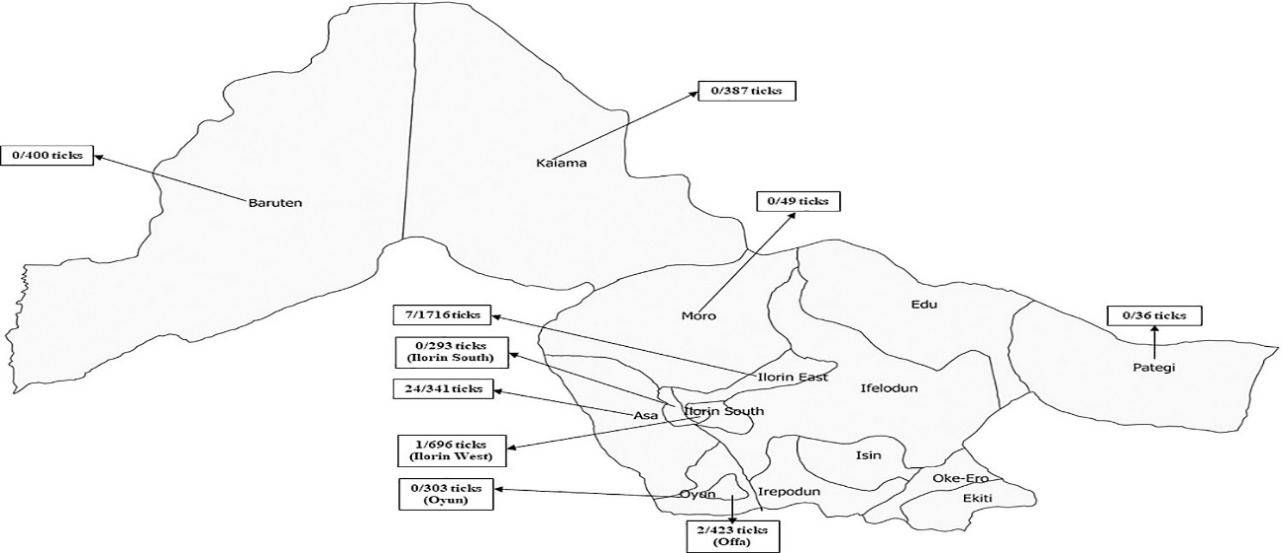 0/387 ticks
0/400 ticks
Kaiama
Baruten
0/49 ticks
Edu
7/1716 ticks
Moro
0/36 ticks
0/293 ticks
(Ilorin South)
Pategi
Ilorin East
24/341 ticks
Ifelodun
Asa
Ilorin South
1/696 ticks
(Ilorin West)
Isin
0/303 ticks
(Oyun)
Oyun
Irepodun
Oke-Ero
Ekiti
2/423 ticks
(Offa)